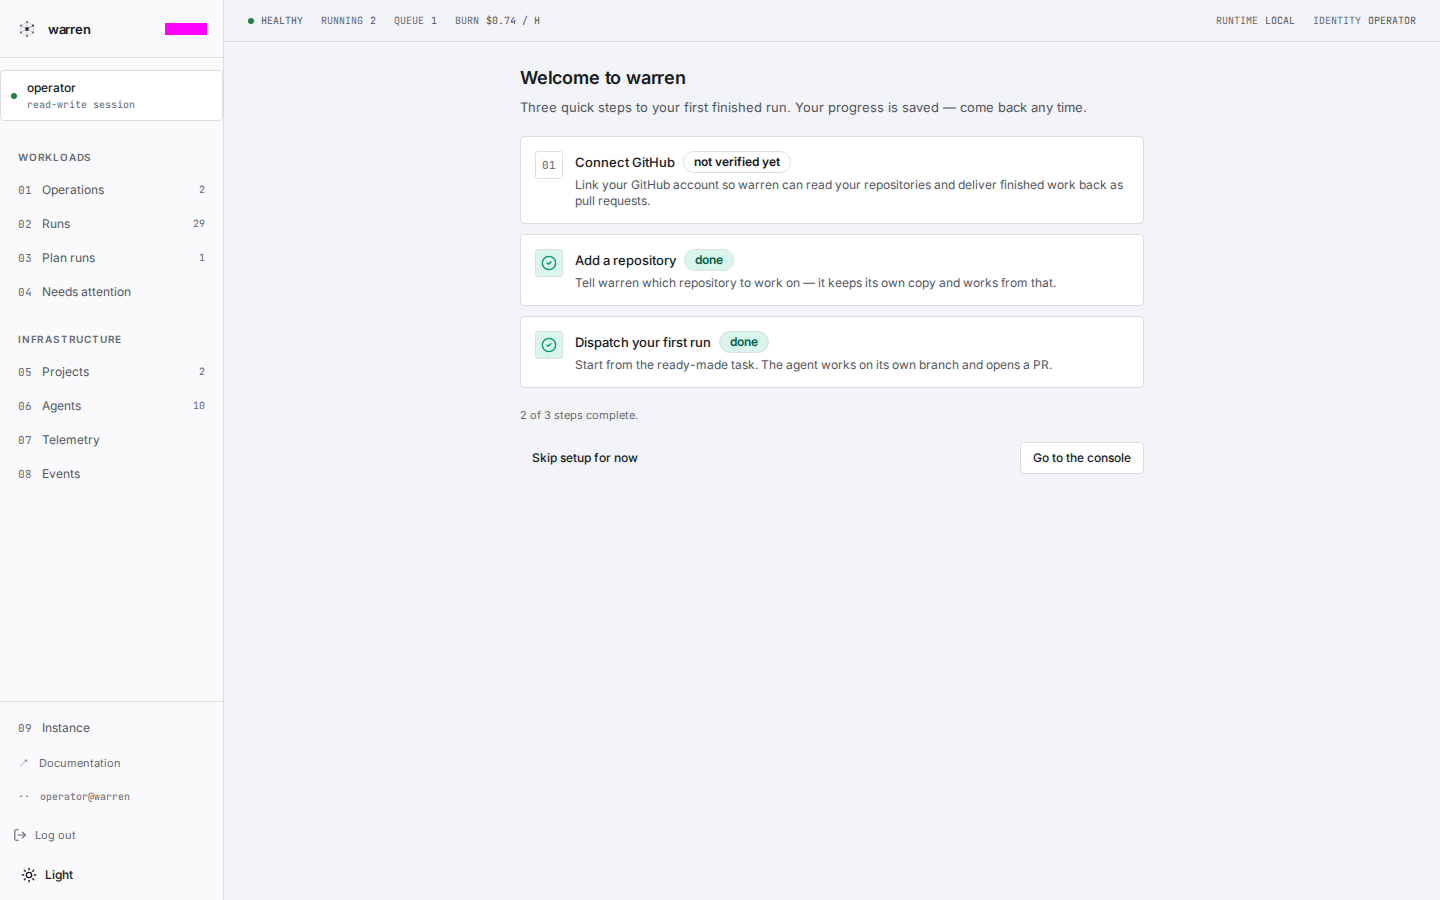 warren
operator
read-write session
WORKLOADS
01 Operations 2
02 Runs 29
03 Plan runs 1
04 Needs attention
INFRASTRUCTURE
05 Projects 2
06 Agents 10
07 Telemetry
08 Events
09 Instance
Documentation
operator@warren
Log out
Light
HEALTHY RUNNING 2 QUEUE 1 BURN $0.74 / H
RUNTIME LOCAL IDENTITY OPERATOR
Welcome to warren
Three quick steps to your first finished run. Your progress is saved — come back any time.
01 Connect GitHub not verified yet
Link your GitHub account so warren can read your repositories and deliver finished work back as
pull requests.
Add a repository done
Tell warren which repository to work on — it keeps its own copy and works from that.
Dispatch your first run done
Start from the ready-made task. The agent works on its own branch and opens a PR.
2 of 3 steps complete.
Skip setup for now
Go to the console